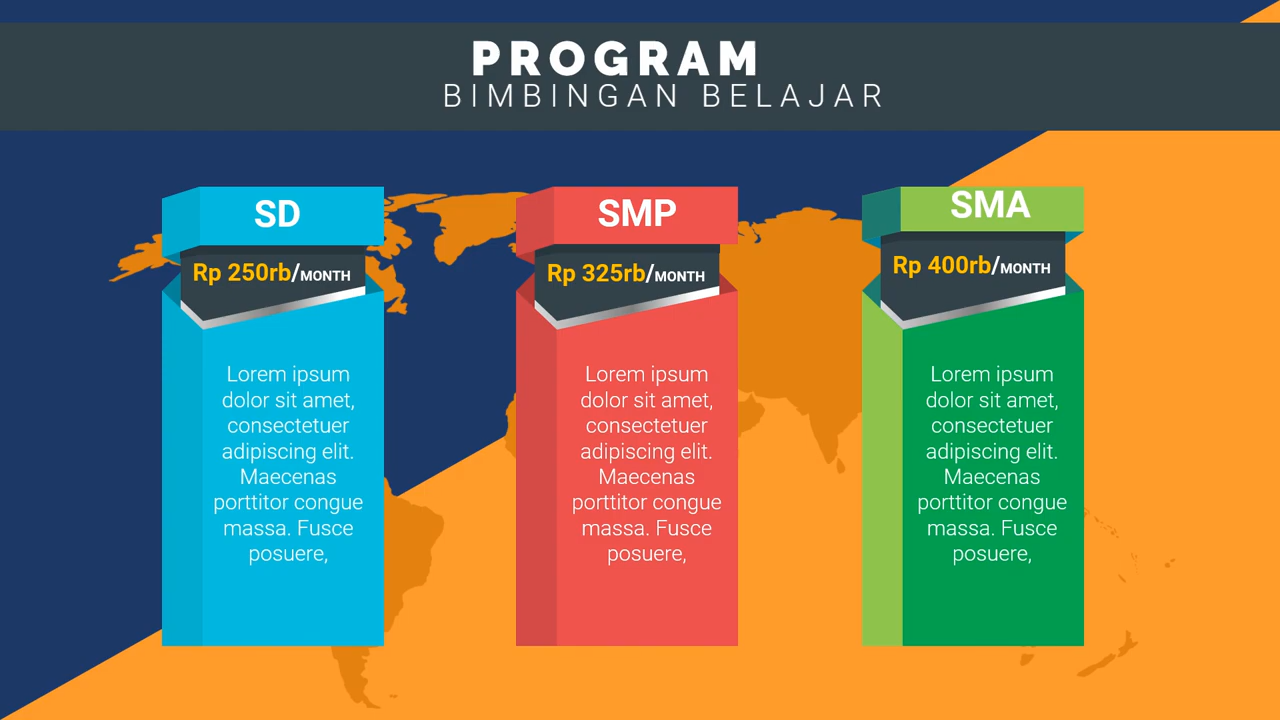 PROGRAM
BIMBINGAN BELAJAR
SD
Rp 250rb/MONTH
Lorem ipsum
dolor sit amet,
consectetuer
adipiscing elit.
Maecenas
porttitor congue
massa. Fusce
posuere,
SMP
Rp 325rb/MONTH
Lorem ipsum
dolor sit amet,
consectetuer
adipiscing elit.
Maecenas
porttitor congue
massa. Fusce
posuere,
SMA
Rp 400rb/MONTH
Lorem ipsum
dolor sit amet,
consectetuer
adipiscing elit.
Maecenas
porttitor congue
massa. Fusce
posuere,